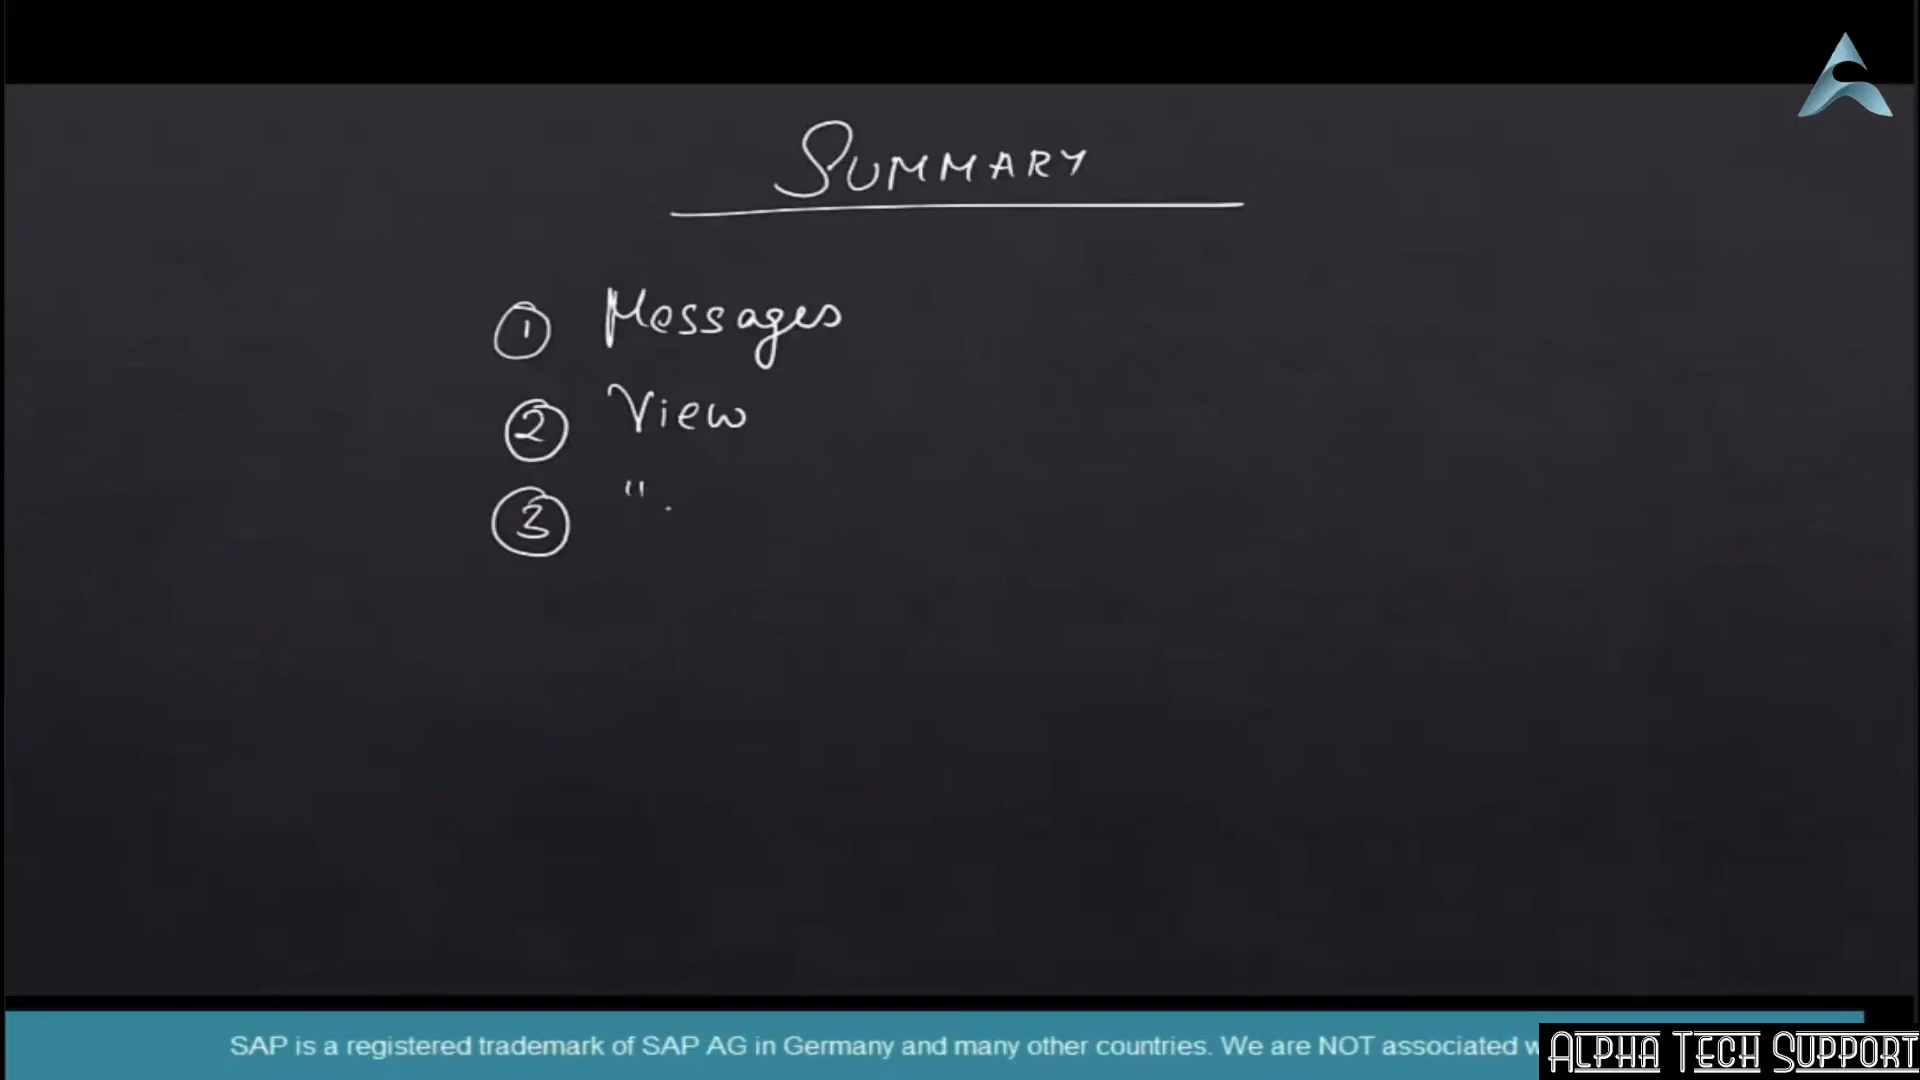 SUMMARY
① Messages
② View
③ "
SAP is a registered trademark of SAP AG in Germany and many other countries. We are NOT associated w
ALPHA TECH SUPPORT